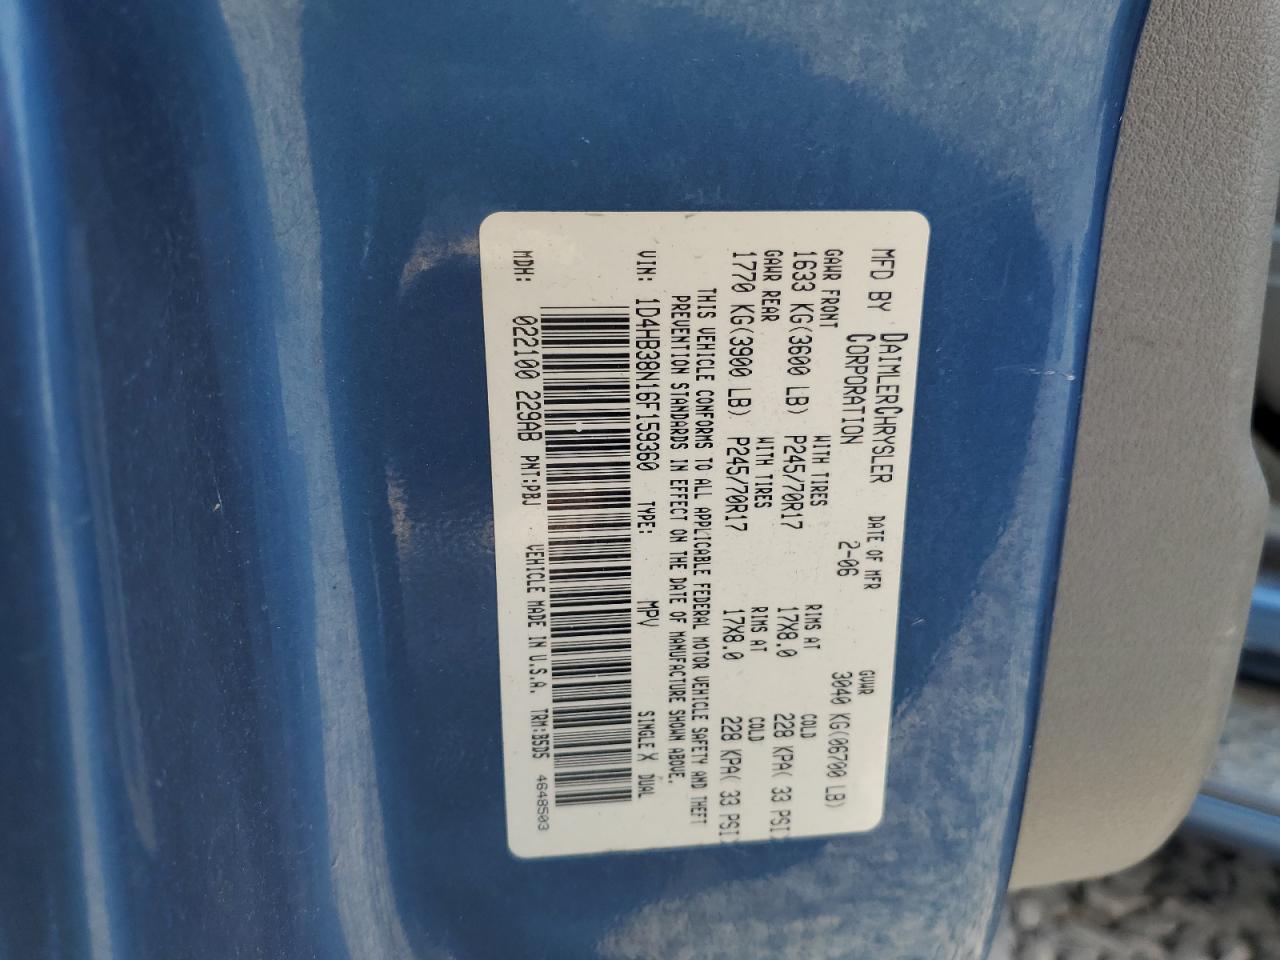 MFD BY DAIMLERCHRYSLER CORPORATION
DATE OF MFR 2-06
GVWR 3040 KG(06700 LB)
GAWR FRONT WITH TIRES RIMS AT COLD
1633 KG(3600 LB) P245/70R17 17X8.0 228 KPA( 33 PSI)
GAWR REAR WITH TIRES RIMS AT COLD
1770 KG(3900 LB) P245/70R17 17X8.0 228 KPA( 33 PSI)
THIS VEHICLE CONFORMS TO ALL APPLICABLE FEDERAL MOTOR VEHICLE SAFETY AND THEFT
PREVENTION STANDARDS IN EFFECT ON THE DATE OF MANUFACTURE SHOWN ABOVE.
VIN: 1D4HB38N16F159360 TYPE: MPV SINGLE X DUAL
MDH: 022100 229AB PNT:PBJ VEHICLE MADE IN U.S.A. TRM:B5D5 4648503